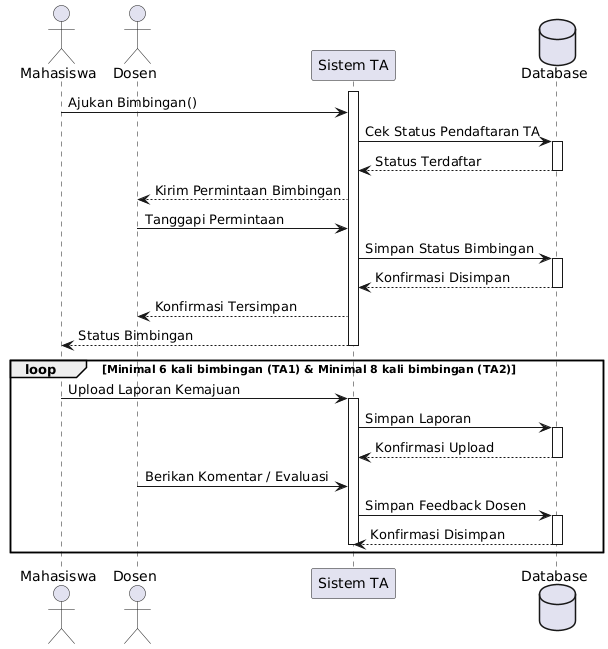 Mahasiswa Dosen Sistem TA Database
Ajukan Bimbingan()
Cek Status Pendaftaran TA
Status Terdaftar
Kirim Permintaan Bimbingan
Tanggapi Permintaan
Simpan Status Bimbingan
Konfirmasi Disimpan
Konfirmasi Tersimpan
Status Bimbingan
loop [Minimal 6 kali bimbingan (TA1) & Minimal 8 kali bimbingan (TA2)]
Upload Laporan Kemajuan
Simpan Laporan
Konfirmasi Upload
Berikan Komentar / Evaluasi
Simpan Feedback Dosen
Konfirmasi Disimpan
Mahasiswa Dosen Sistem TA Database